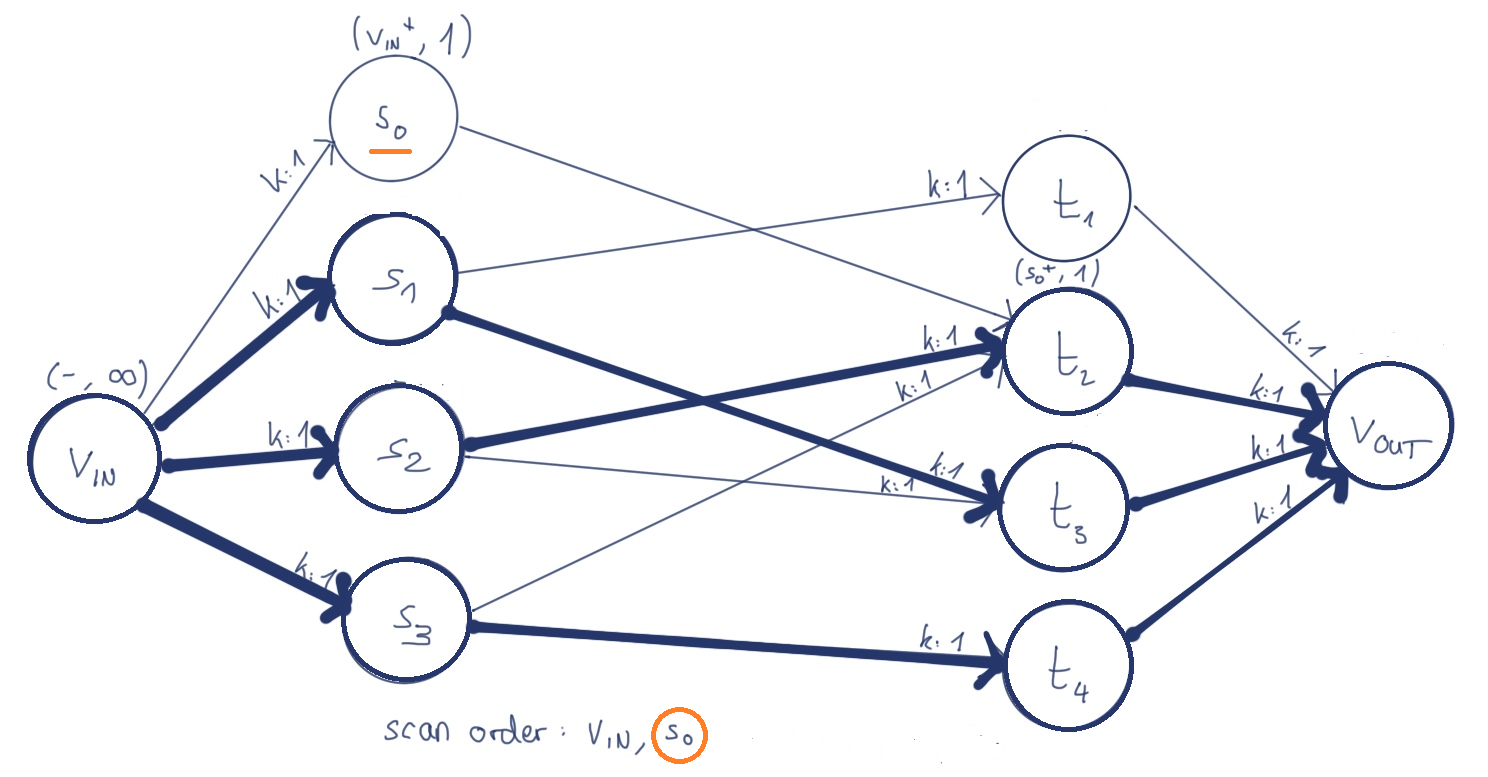 (v_IN^+, 1)
s_0
k:1
k:1
t_1
(s_0^+, 1)
k:1
s_1
k:1
k:1
t_2
k:1
k:1
(-, ∞)
k:1
s_2
k:1
k:1
t_3
k:1
v_OUT
v_IN
k:1
s_3
k:1
t_4
k:1
scan order: v_IN, s_0